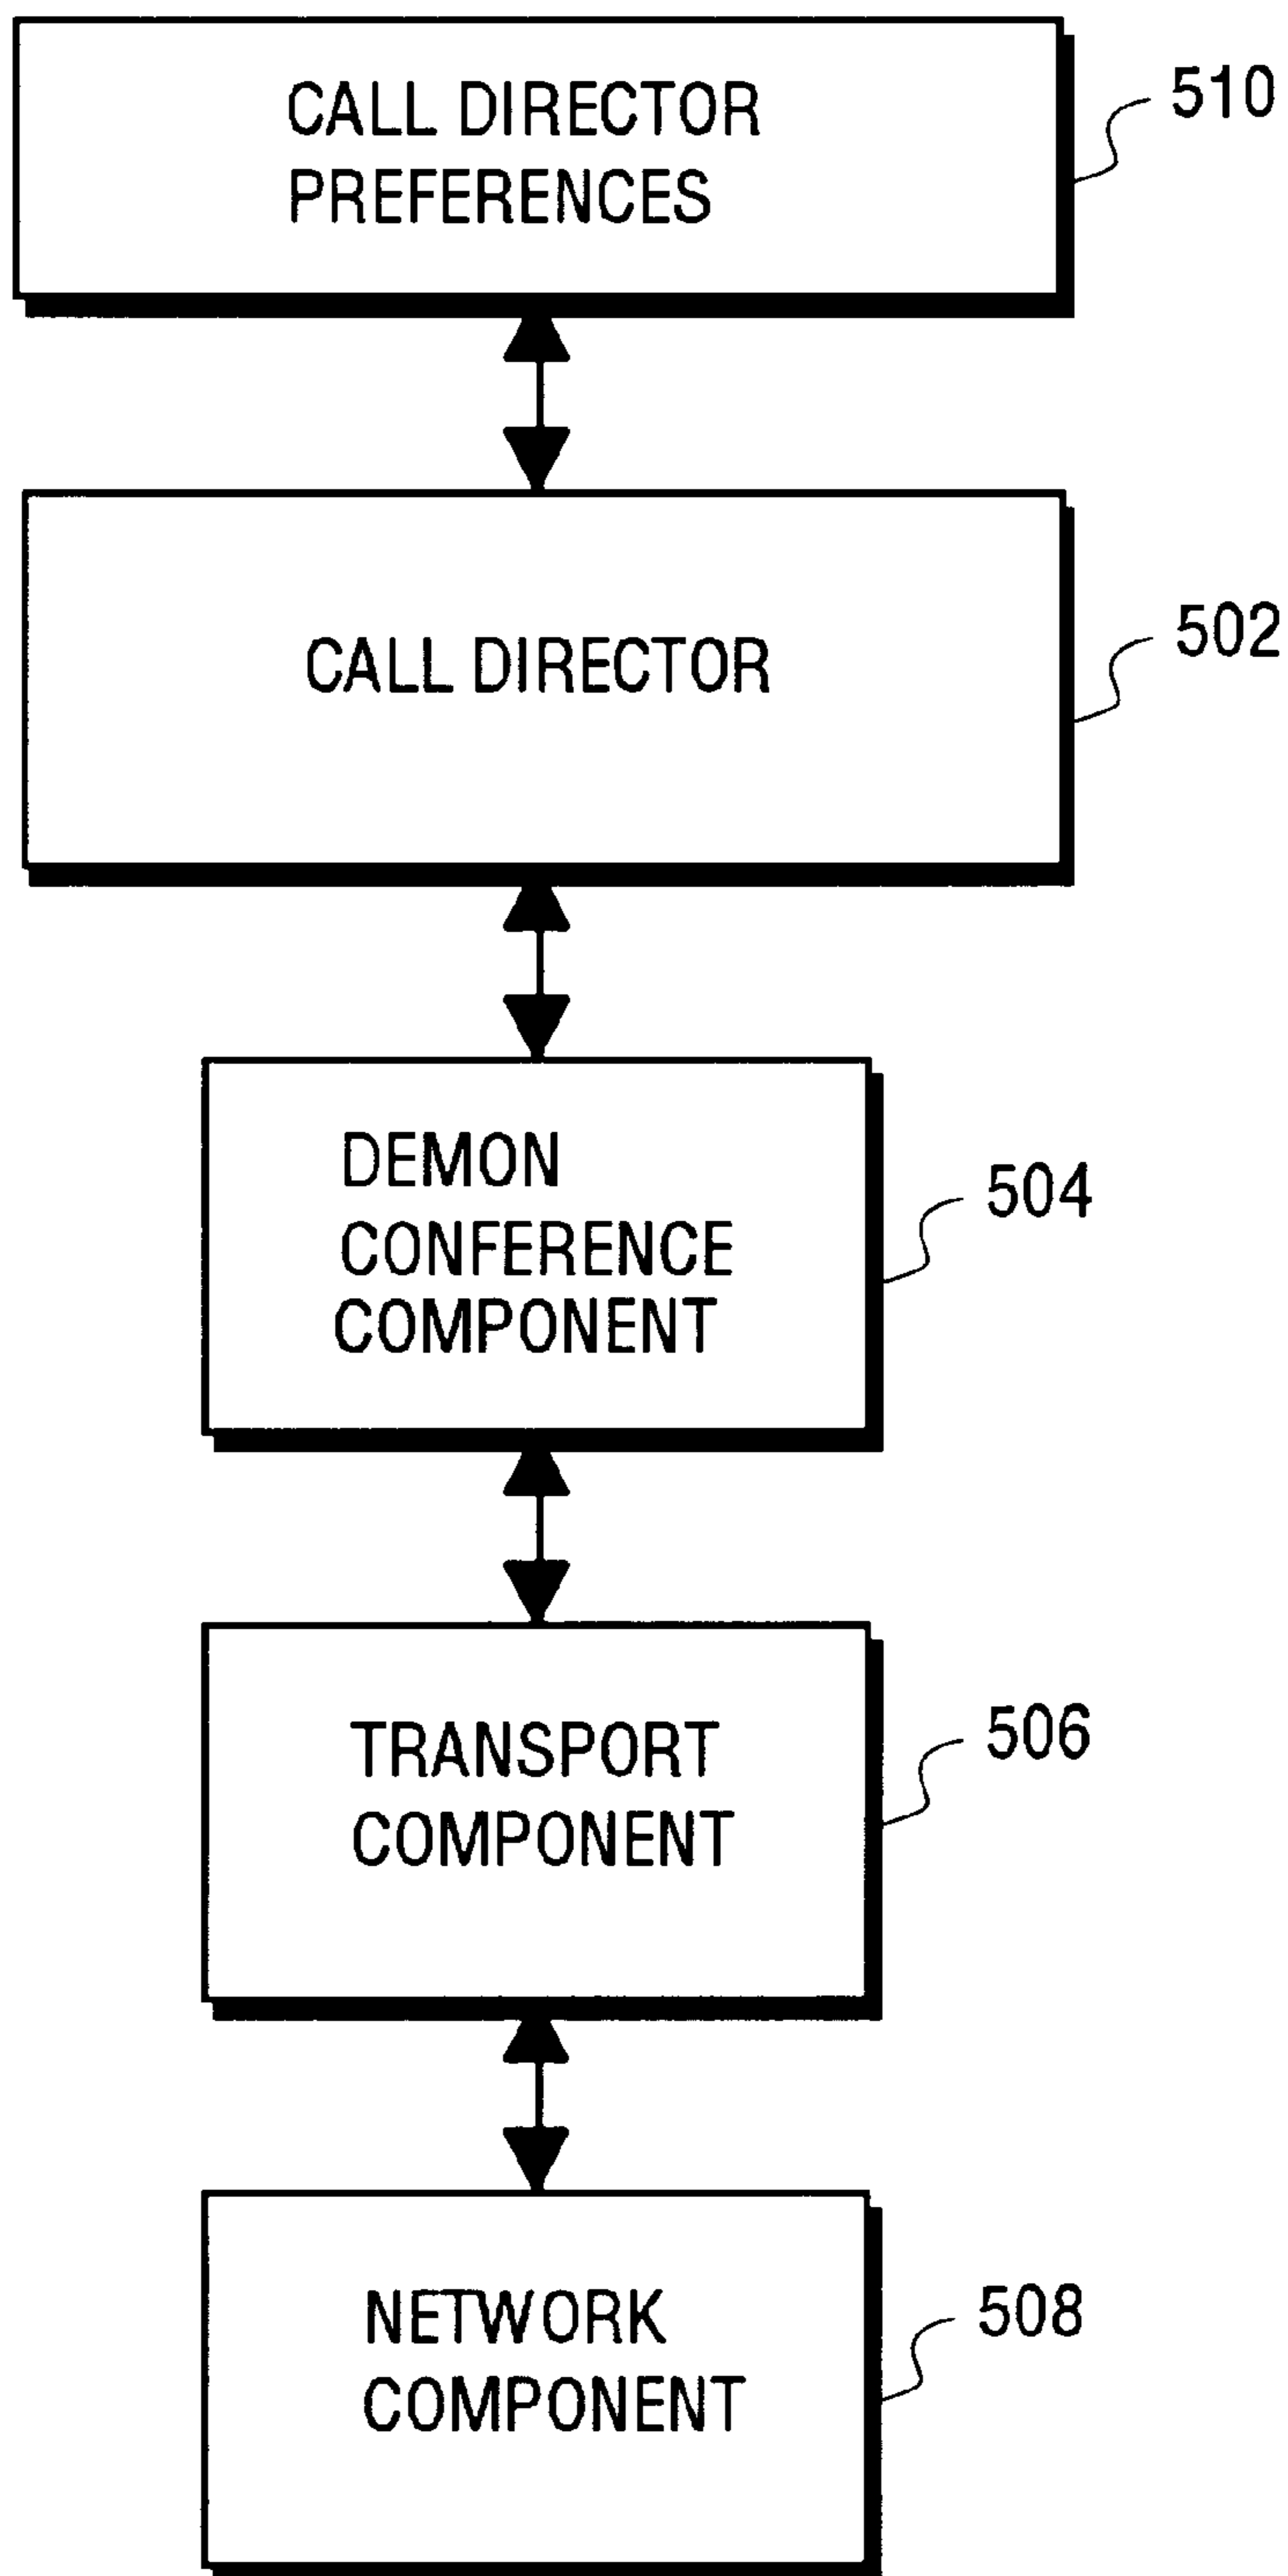 CALL DIRECTOR
PREFERENCES
510
CALL DIRECTOR
502
DEMON
CONFERENCE
COMPONENT
504
TRANSPORT
COMPONENT
506
NETWORK
COMPONENT
508